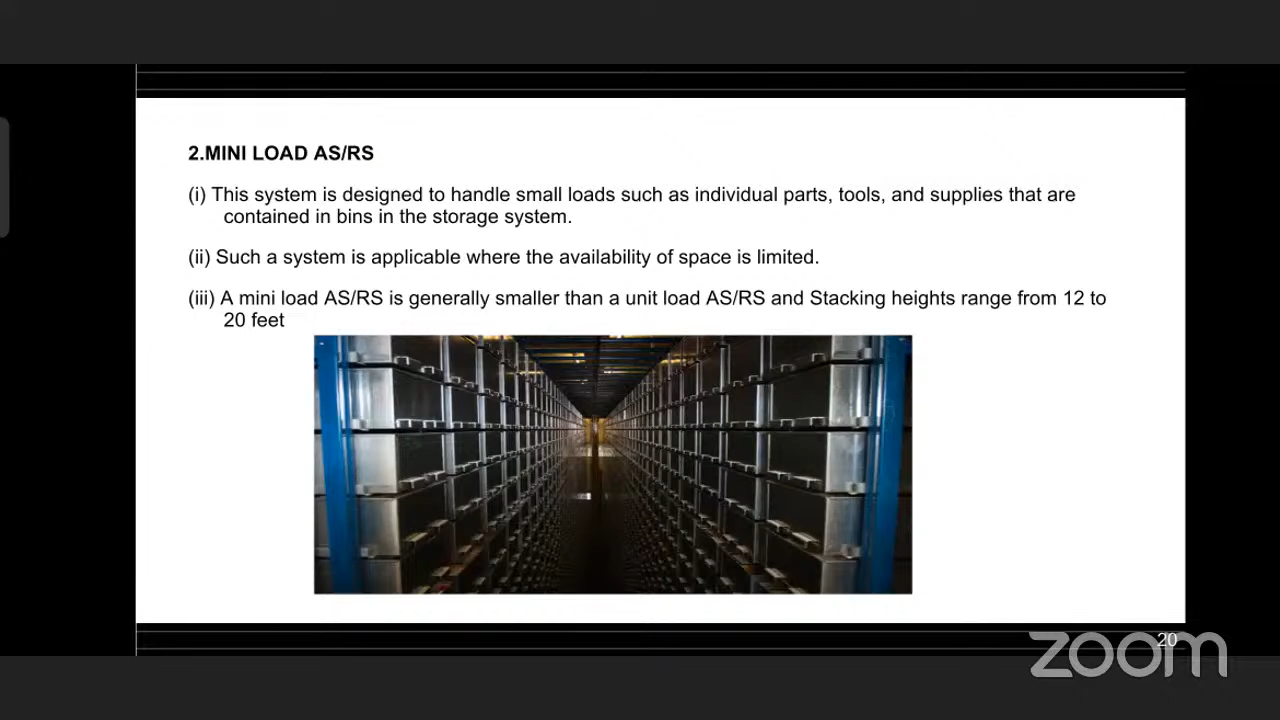 2.MINI LOAD AS/RS
(i) This system is designed to handle small loads such as individual parts, tools, and supplies that are
contained in bins in the storage system.
(ii) Such a system is applicable where the availability of space is limited.
(iii) A mini load AS/RS is generally smaller than a unit load AS/RS and Stacking heights range from 12 to
20 feet
20
zoom